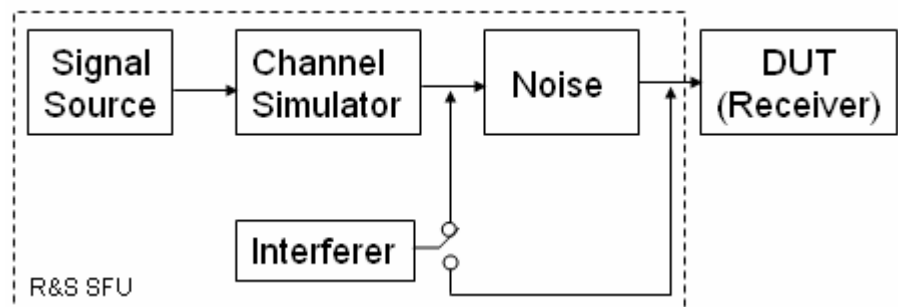 Signal
Source
Channel
Simulator
Noise
DUT
(Receiver)
Interferer
R&S SFU